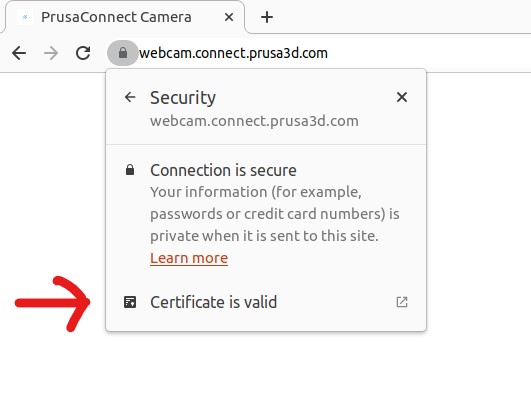 PrusaConnect Camera
webcam.connect.prusa3d.com
Security
webcam.connect.prusa3d.com
Connection is secure
Your information (for example,
passwords or credit card numbers) is
private when it is sent to this site.
Learn more
Certificate is valid